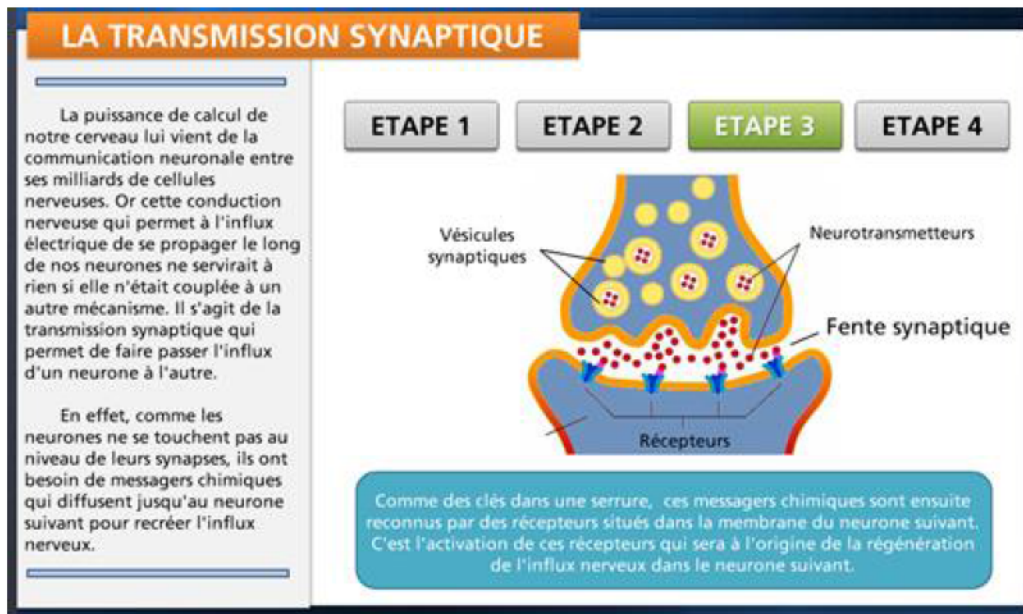 LA TRANSMISSION SYNAPTIQUE
La puissance de calcul de
notre cerveau lui vient de la
communication neuronale entre
ses milliards de cellules
nerveuses. Or cette conduction
nerveuse qui permet à l'influx
électrique de se propager le long
de nos neurones ne servirait à
rien si elle n'était couplée à un
autre mécanisme. Il s'agit de la
transmission synaptique qui
permet de faire passer l'influx
d'un neurone à l'autre.
En effet, comme les
neurones ne se touchent pas au
niveau de leurs synapses, ils ont
besoin de messagers chimiques
qui diffusent jusqu'au neurone
suivant pour recréer l'influx
nerveux.
ETAPE 1
ETAPE 2
ETAPE 3
ETAPE 4
Vésicules
synaptiques
Neurotransmetteurs
Fente synaptique
Récepteurs
Comme des clés dans une serrure, ces messagers chimiques sont ensuite
reconnus par des récepteurs situés dans la membrane du neurone suivant.
C'est l'activation de ces récepteurs qui sera à l'origine de la régénération
de l'influx nerveux dans le neurone suivant.